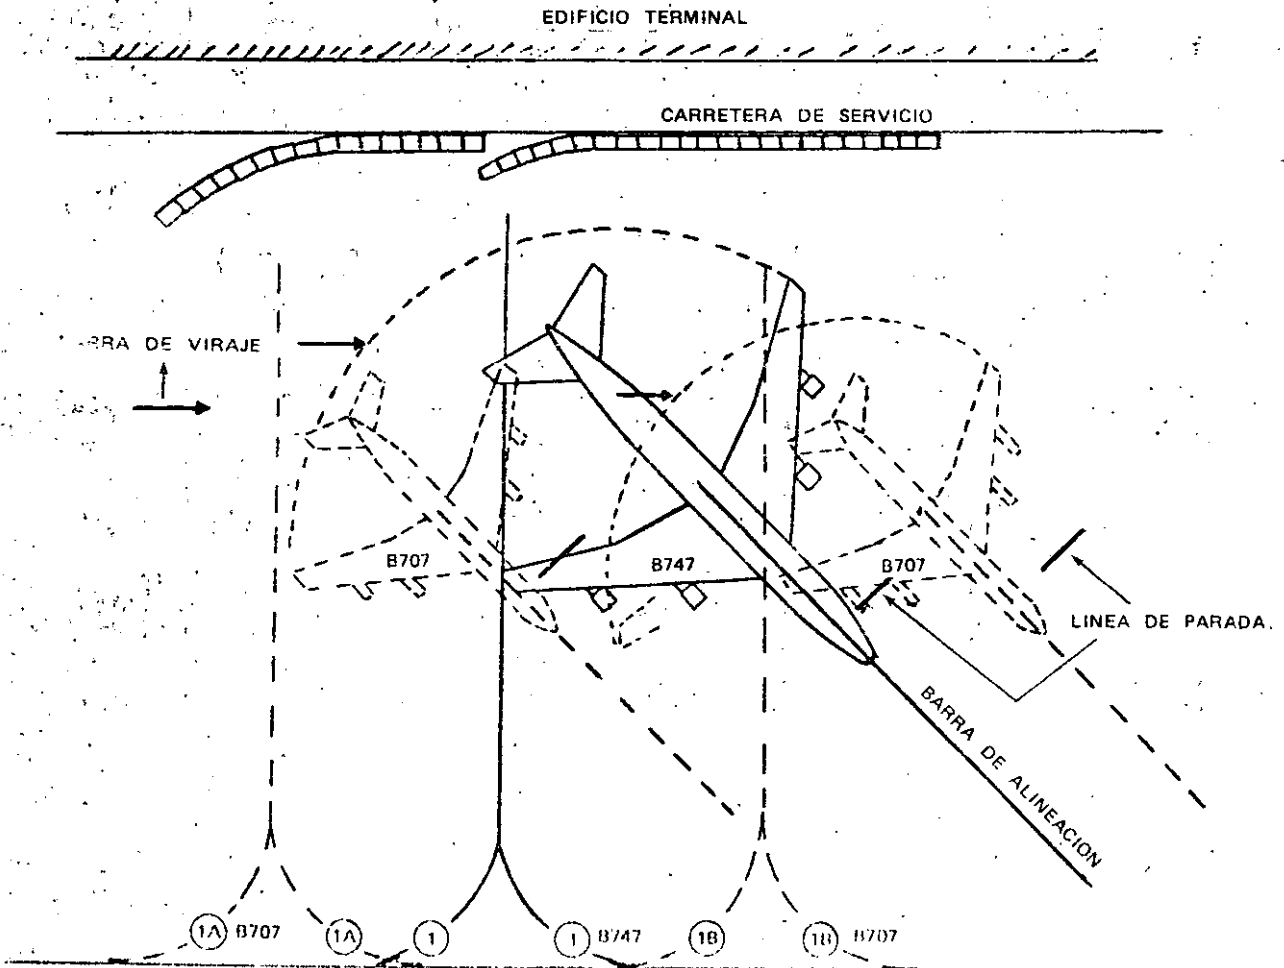 EDIFICIO TERMINAL
CARRETERA DE SERVICIO
RRA DE VIRAJE
B707
B747
B707
LINEA DE PARADA.
BARRA DE ALINEACION
1A B707
1A
1
1 B747
1B
1B B707